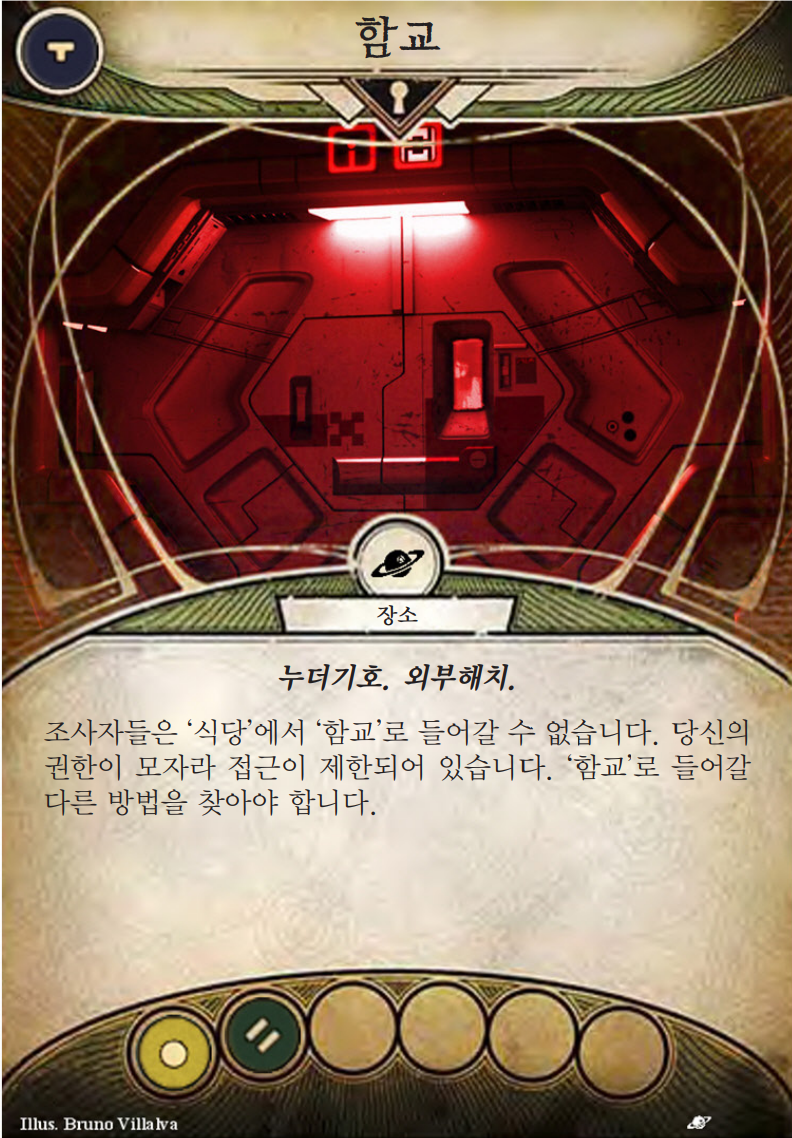 함교
장소
누더기호. 외부해치.
조사자들은 ‘식당’에서 ‘함교’로 들어갈 수 없습니다. 당신의
권한이 모자라 접근이 제한되어 있습니다. ‘함교’로 들어갈
다른 방법을 찾아야 합니다.
Illus. Bruno Villalva